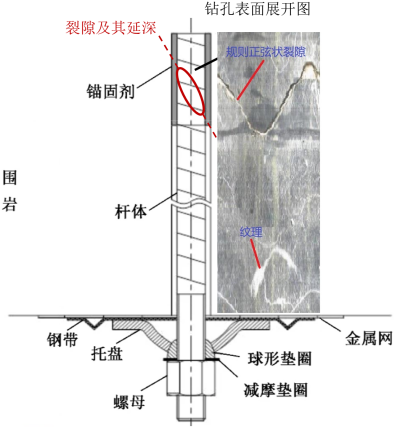 钻孔表面展开图
裂隙及其延深
规则正弦状裂隙
锚固剂
围
岩
杆体
纹理
钢带
金属网
托盘
球形垫圈
减摩垫圈
螺母